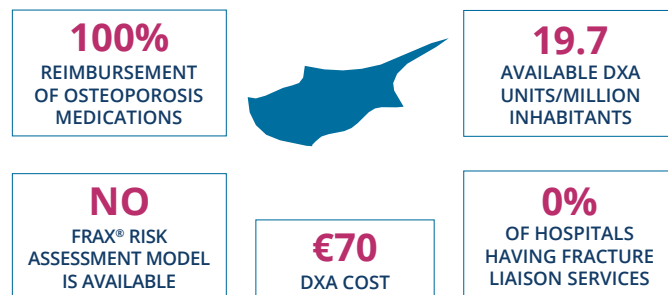 100%
REIMBURSEMENT
OF OSTEOPOROSIS
MEDICATIONS
19.7
AVAILABLE DXA
UNITS/MILLION
INHABITANTS
NO
FRAX® RISK
ASSESSMENT MODEL
IS AVAILABLE
€70
DXA COST
0%
OF HOSPITALS
HAVING FRACTURE
LIAISON SERVICES